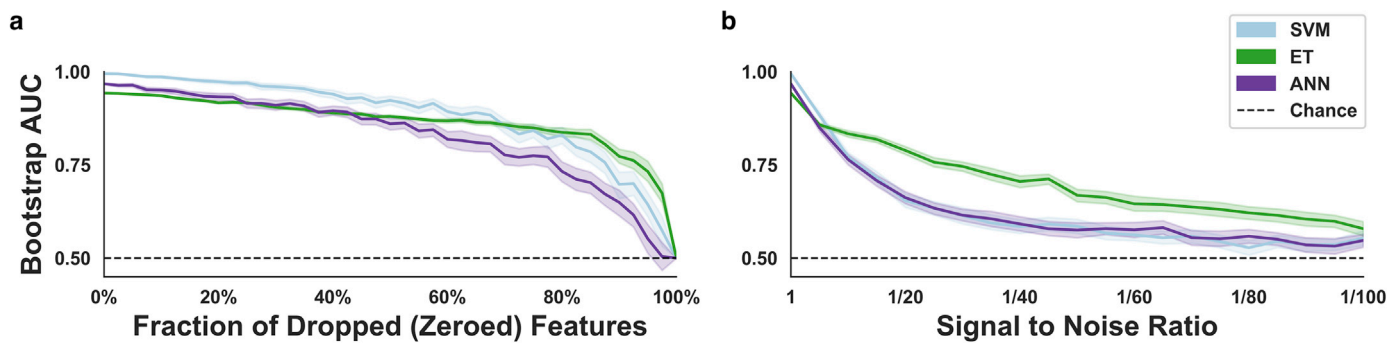 a
Bootstrap AUC
1.00
0.75
0.50
0% 20% 40% 60% 80% 100%
Fraction of Dropped (Zeroed) Features
b
SVM
ET
ANN
Chance
1.00
0.75
0.50
1 1/20 1/40 1/60 1/80 1/100
Signal to Noise Ratio